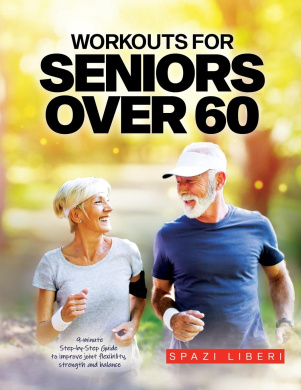 WORKOUTS FOR
SENIORS
OVER 60
9-minute
Step-by-Step Guide
to improve joint flexibility,
strength and balance
SPAZI LIBERI